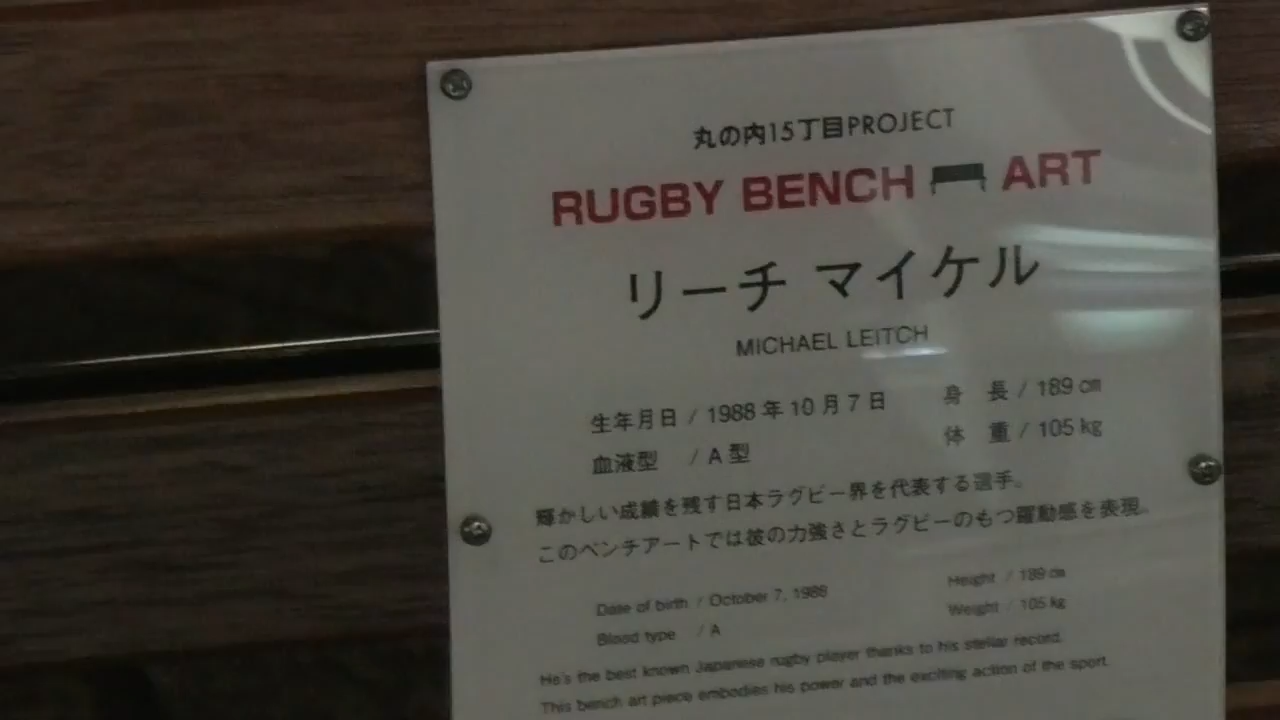 丸の内15丁目PROJECT
RUGBY BENCH ART
リーチ マイケル
MICHAEL LEITCH
生年月日 / 1988年10月7日 身 長 / 189㎝
血液型 / A型 体 重 / 105㎏
輝かしい成績を残す日本ラグビー界を代表する選手。
このベンチアートでは彼の力強さとラグビーのもつ躍動感を表現。
Date of birth / October 7, 1988 Height / 189㎝
Blood type / A Weight / 105㎏
He's the best known Japanese rugby player thanks to his stellar record.
This bench art piece embodies his power and the exciting action of the sport.